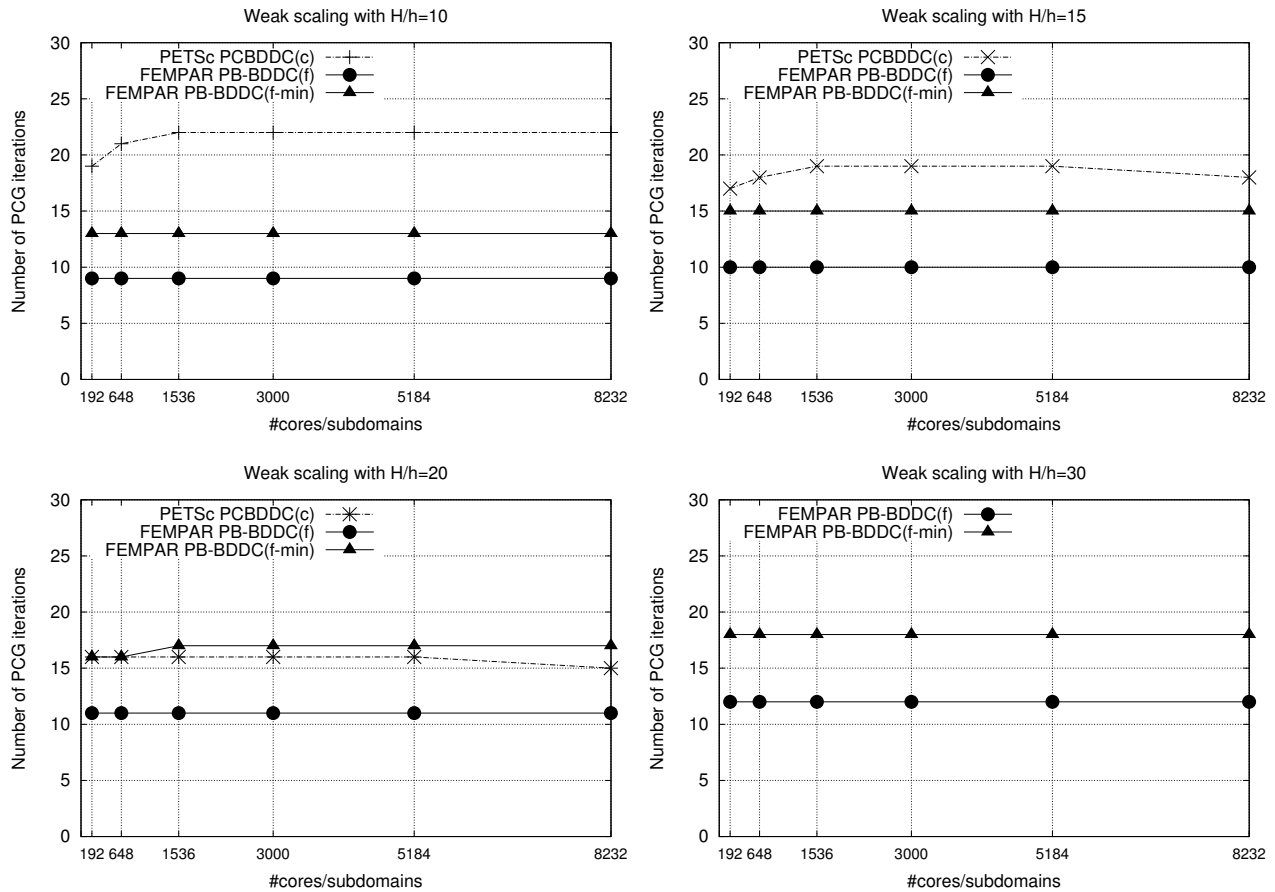 Weak scaling with H/h=10
PETSc PCBDDC(c)
FEMPAR PB-BDDC(f)
FEMPAR PB-BDDC(f-min)
Number of PCG iterations
30
25
20
15
10
5
0
192 648 1536 3000 5184 8232
#cores/subdomains
Weak scaling with H/h=15
PETSc PCBDDC(c)
FEMPAR PB-BDDC(f)
FEMPAR PB-BDDC(f-min)
Number of PCG iterations
30
25
20
15
10
5
0
192 648 1536 3000 5184 8232
#cores/subdomains
Weak scaling with H/h=20
PETSc PCBDDC(c)
FEMPAR PB-BDDC(f)
FEMPAR PB-BDDC(f-min)
Number of PCG iterations
30
25
20
15
10
5
0
192 648 1536 3000 5184 8232
#cores/subdomains
Weak scaling with H/h=30
FEMPAR PB-BDDC(f)
FEMPAR PB-BDDC(f-min)
Number of PCG iterations
30
25
20
15
10
5
0
192 648 1536 3000 5184 8232
#cores/subdomains